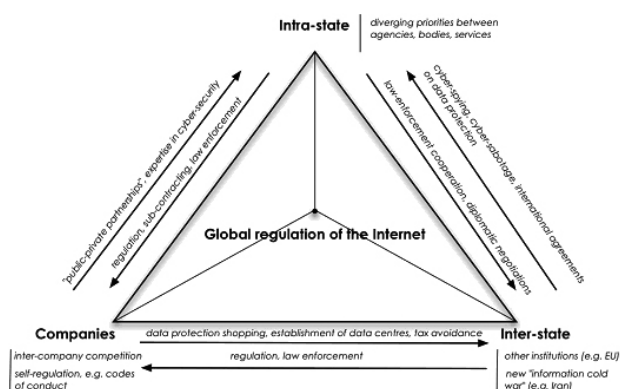 Intra-state
diverging priorities between
agencies, bodies, services
"public-private partnerships", expertise in cyber-security
regulation, sub-contracting, law enforcement
law-enforcement cooperation, diplomatic negotiations
cyber-spying, cyber-sabotage, international agreements
on data protection
Global regulation of the Internet
Companies
data protection shopping, establishment of data centres, tax avoidance
Inter-state
inter-company competition
regulation, law enforcement
other institutions (e.g. EU)
self-regulation, e.g. codes
of conduct
new "information cold
war" (e.g. Iran)